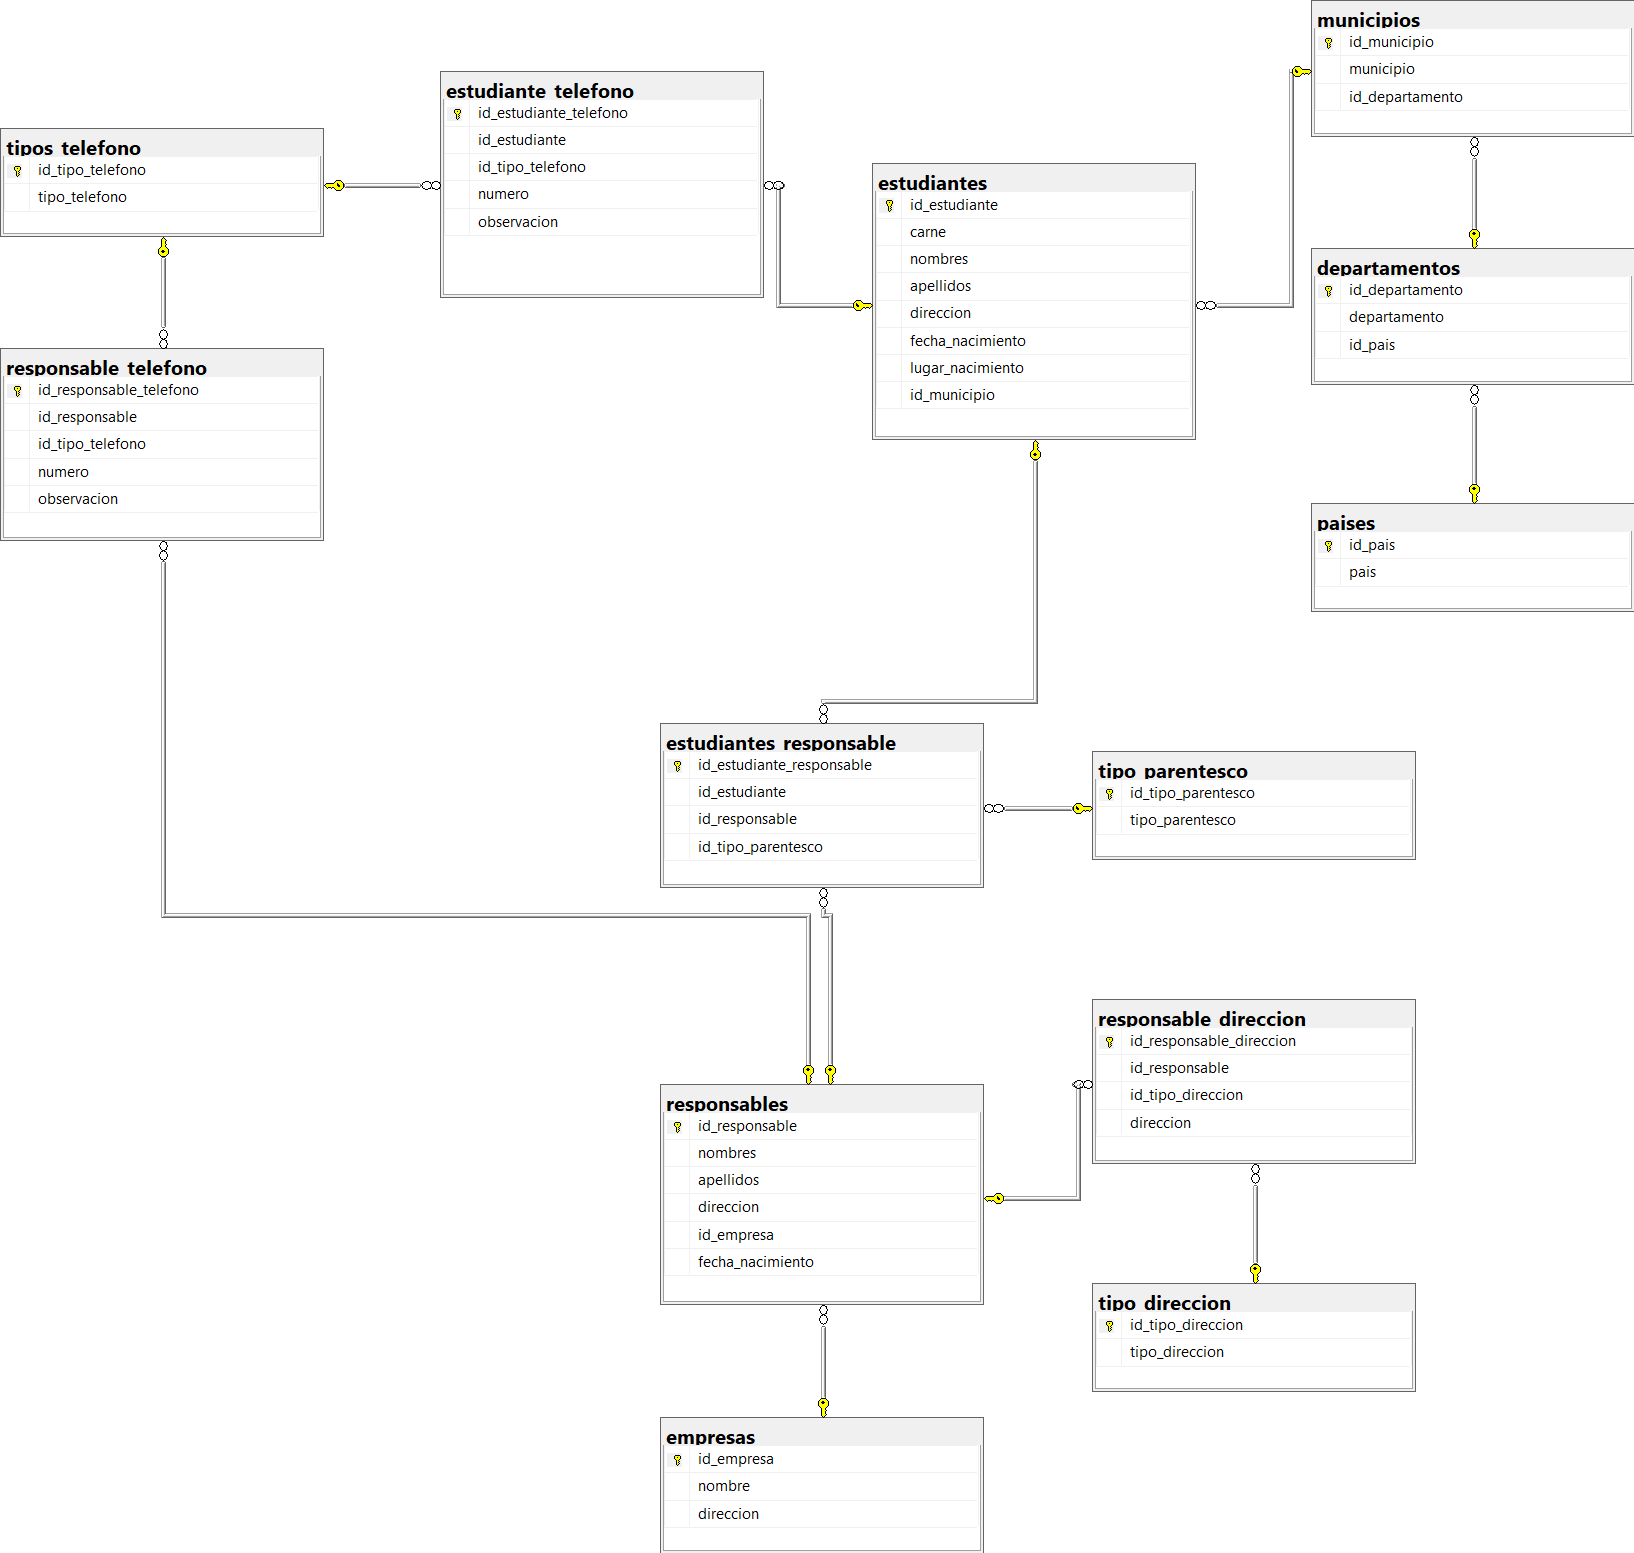 municipios
id_municipio
municipio
id_departamento
estudiante_telefono
id_estudiante_telefono
id_estudiante
id_tipo_telefono
numero
observacion
tipos_telefono
id_tipo_telefono
tipo_telefono
estudiantes
id_estudiante
carne
nombres
apellidos
direccion
fecha_nacimiento
lugar_nacimiento
id_municipio
departamentos
id_departamento
departamento
id_pais
responsable_telefono
id_responsable_telefono
id_responsable
id_tipo_telefono
numero
observacion
paises
id_pais
pais
estudiantes_responsable
id_estudiante_responsable
id_estudiante
id_responsable
id_tipo_parentesco
tipo_parentesco
id_tipo_parentesco
tipo_parentesco
responsable_direccion
id_responsable_direccion
id_responsable
id_tipo_direccion
direccion
responsables
id_responsable
nombres
apellidos
direccion
id_empresa
fecha_nacimiento
tipo_direccion
id_tipo_direccion
tipo_direccion
empresas
id_empresa
nombre
direccion